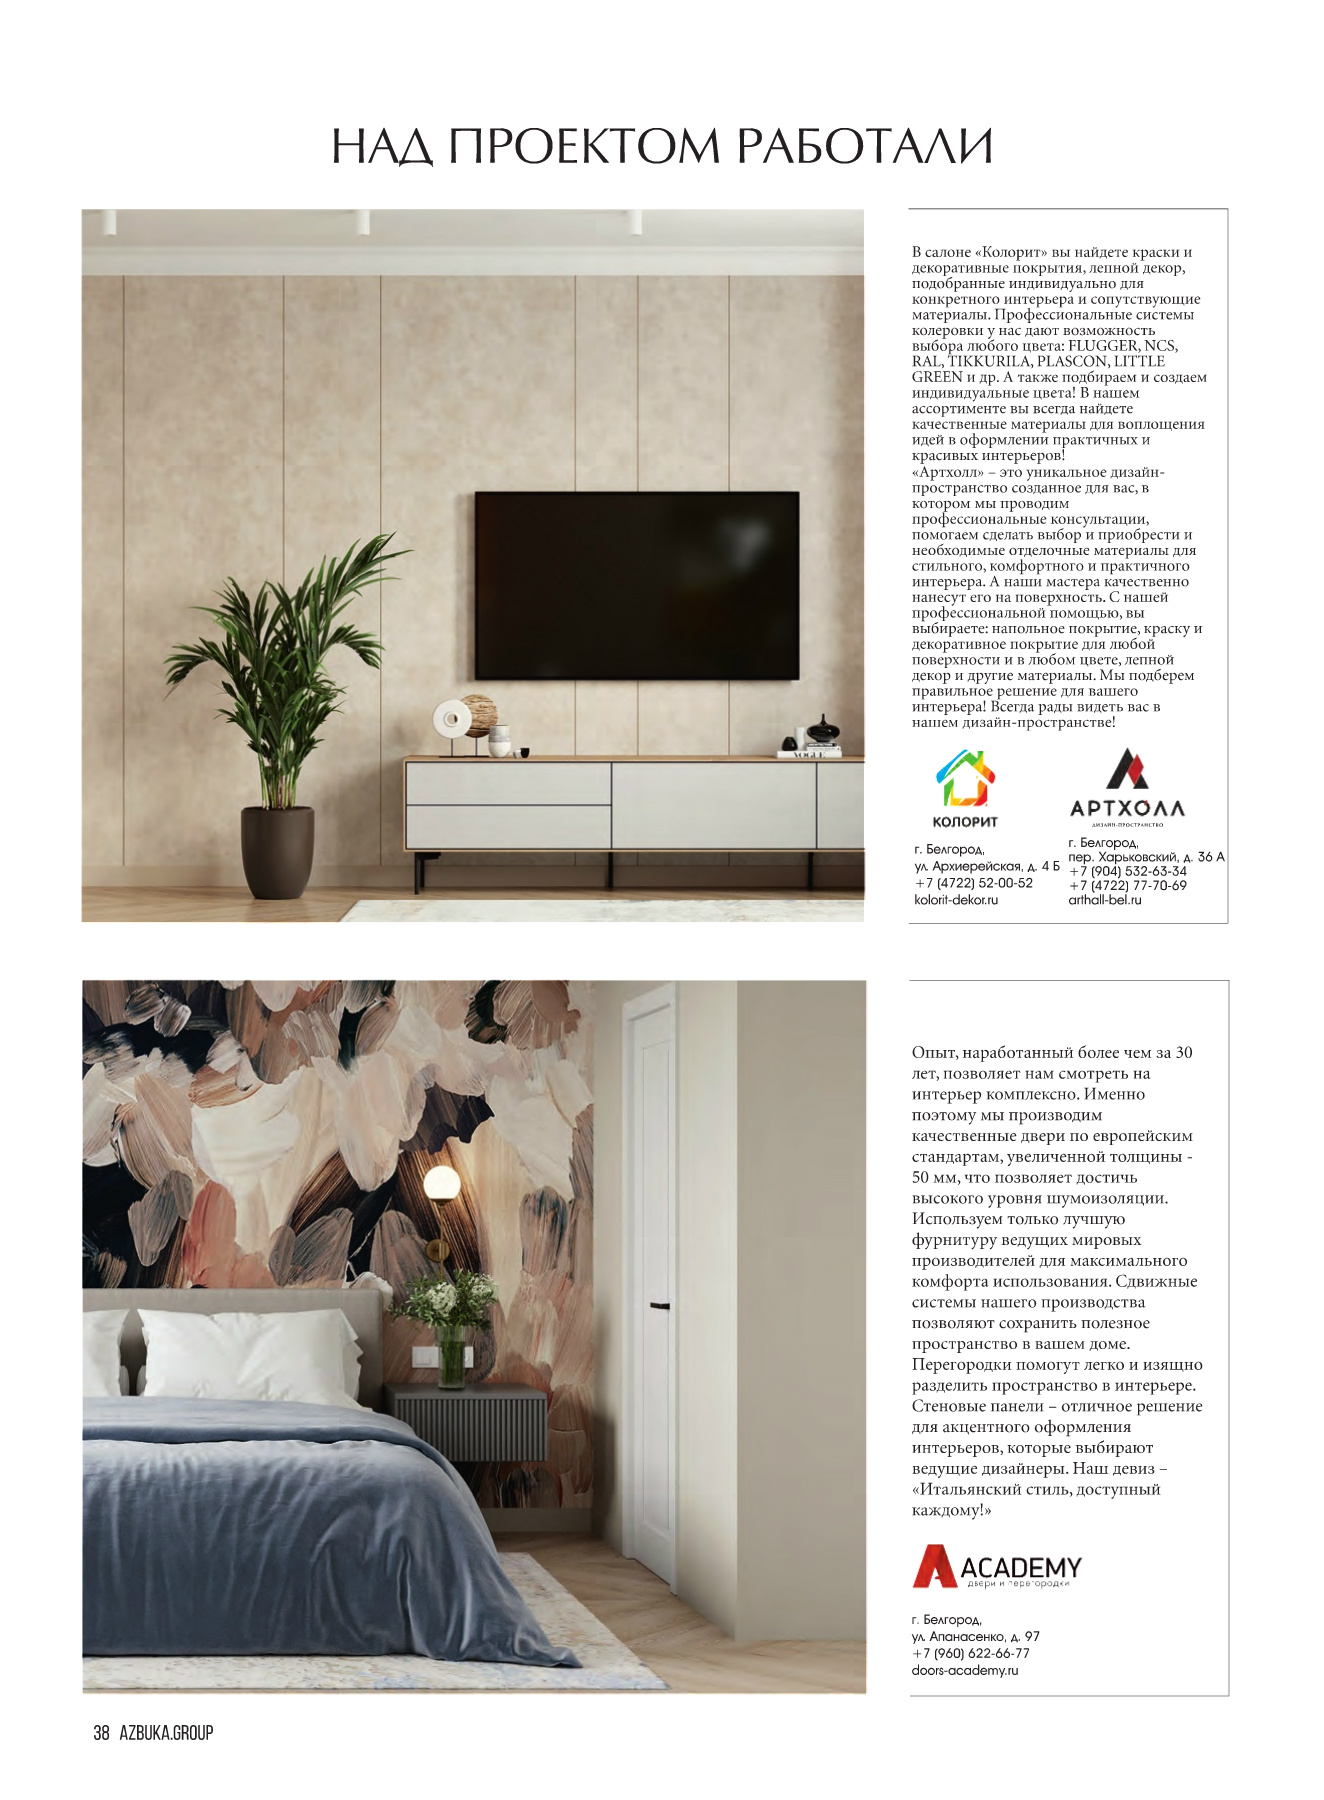 НАД ПРОЕКТОМ РАБОТАЛИ
В салоне «Колорит» вы найдете краски и
декоративные покрытия, лепной декор,
подобранные индивидуально для
конкретного интерьера и сопутствующие
материалы. Профессиональные системы
колеровки у нас дают возможность
выбора любого цвета: FLUGGER, NCS,
RAL, TIKKURILA, PLASCON, LITTLE
GREEN и др. А также подбираем и создаем
индивидуальные цвета! В нашем
ассортименте вы всегда найдете
качественные материалы для воплощения
идей в оформлении практичных и
красивых интерьеров!
«Артхолл» – это уникальное дизайн-
пространство созданное для вас, в
котором мы проводим
профессиональные консультации,
помогаем сделать выбор и приобрести и
необходимые отделочные материалы для
стильного, комфортного и практичного
интерьера. А наши мастера качественно
нанесут его на поверхность. С нашей
профессиональной помощью, вы
выбираете: напольное покрытие, краску и
декоративное покрытие для любой
поверхности и в любом цвете, лепной
декор и другие материалы. Мы подберем
правильное решение для вашего
интерьера! Всегда рады видеть вас в
нашем дизайн-пространстве!
VOGUE
КОЛОРИТ
г. Белгород,
ул. Архиерейская, д. 4 Б
+7 (4722) 52-00-52
kolorit-dekor.ru
АРТХОЛЛ
ДИЗАЙН-ПРОСТРАНСТВО
г. Белгород,
пер. Харьковский, д. 36 А
+7 (904) 532-63-34
+7 (4722) 77-70-69
arthall-bel.ru
Опыт, наработанный более чем за 30
лет, позволяет нам смотреть на
интерьер комплексно. Именно
поэтому мы производим
качественные двери по европейским
стандартам, увеличенной толщины -
50 мм, что позволяет достичь
высокого уровня шумоизоляции.
Используем только лучшую
фурнитуру ведущих мировых
производителей для максимального
комфорта использования. Сдвижные
системы нашего производства
позволяют сохранить полезное
пространство в вашем доме.
Перегородки помогут легко и изящно
разделить пространство в интерьере.
Стеновые панели – отличное решение
для акцентного оформления
интерьеров, которые выбирают
ведущие дизайнеры. Наш девиз –
«Итальянский стиль, доступный
каждому!»
ACADEMY
двери и перегородки
г. Белгород,
ул. Апанасенко, д. 97
+7 (960) 622-66-77
doors-academy.ru
38 AZBUKA.GROUP